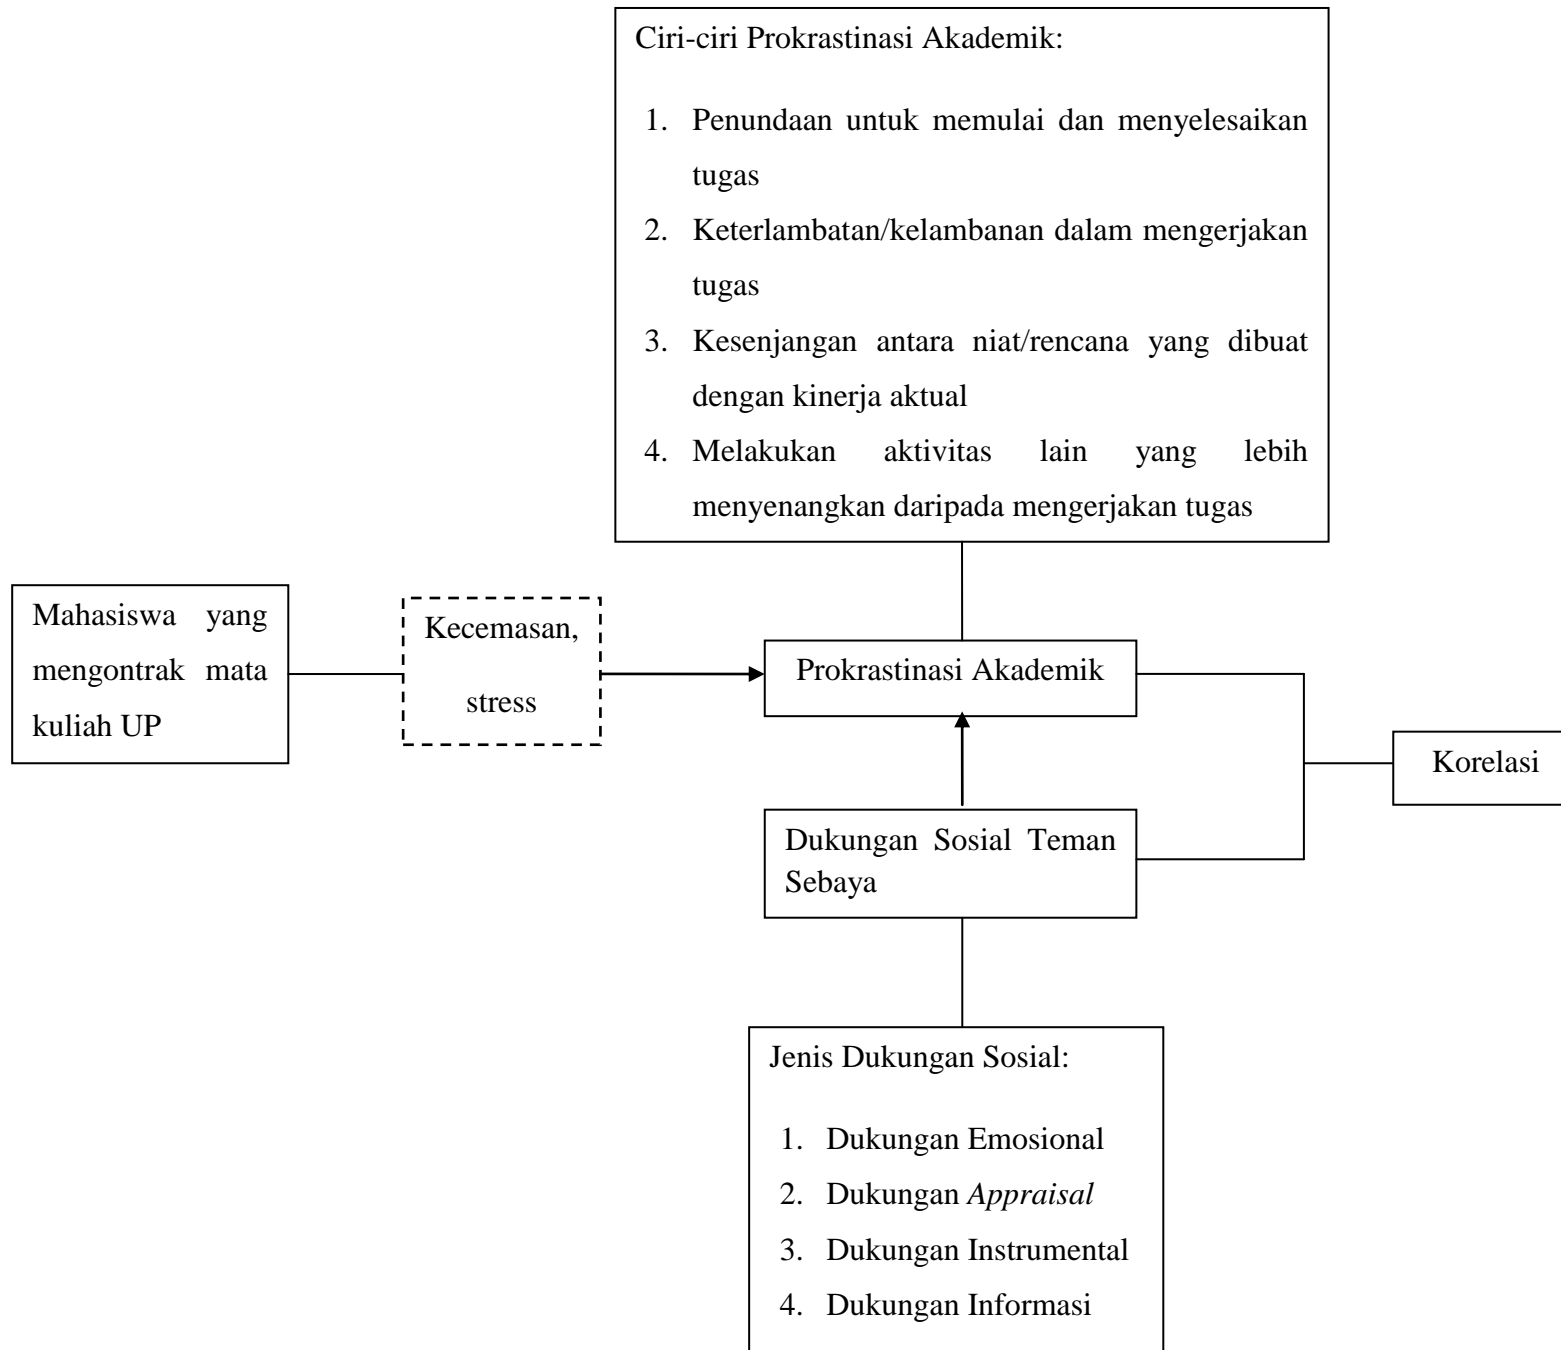 Ciri-ciri Prokrastinasi Akademik:
1. Penundaan untuk memulai dan menyelesaikan
tugas
2. Keterlambatan/kelambanan dalam mengerjakan
tugas
3. Kesenjangan antara niat/rencana yang dibuat
dengan kinerja aktual
4. Melakukan aktivitas lain yang lebih
menyenangkan daripada mengerjakan tugas
Mahasiswa yang
mengontrak mata
kuliah UP
Kecemasan,
stress
Prokrastinasi Akademik
Korelasi
Dukungan Sosial Teman
Sebaya
Jenis Dukungan Sosial:
1. Dukungan Emosional
2. Dukungan Appraisal
3. Dukungan Instrumental
4. Dukungan Informasi